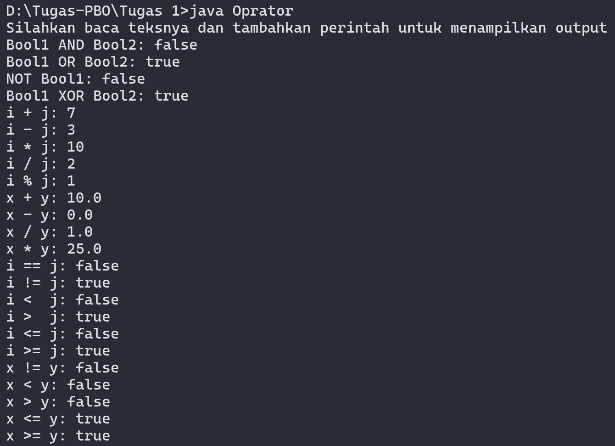 D:\Tugas-PBO\Tugas 1>java Oprator
Silahkan baca teksnya dan tambahkan perintah untuk menampilkan output
Bool1 AND Bool2: false
Bool1 OR Bool2: true
NOT Bool1: false
Bool1 XOR Bool2: true
i + j: 7
i - j: 3
i * j: 10
i / j: 2
i % j: 1
x + y: 10.0
x - y: 0.0
x / y: 1.0
x * y: 25.0
i == j: false
i != j: true
i <  j: false
i >  j: true
i <= j: false
i >= j: true
x != y: false
x < y: false
x > y: false
x <= y: true
x >= y: true